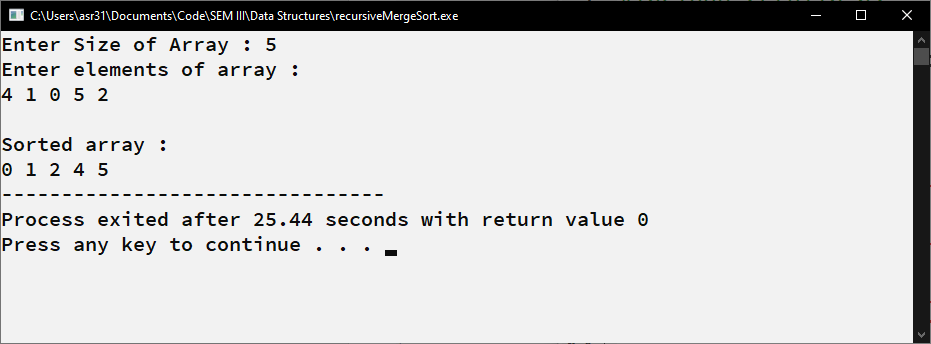 C:\Users\asr31\Documents\Code\SEM III\Data Structures\recursiveMergeSort.exe
Enter Size of Array : 5
Enter elements of array :
4 1 0 5 2
Sorted array :
0 1 2 4 5
--------------------------------
Process exited after 25.44 seconds with return value 0
Press any key to continue . . .